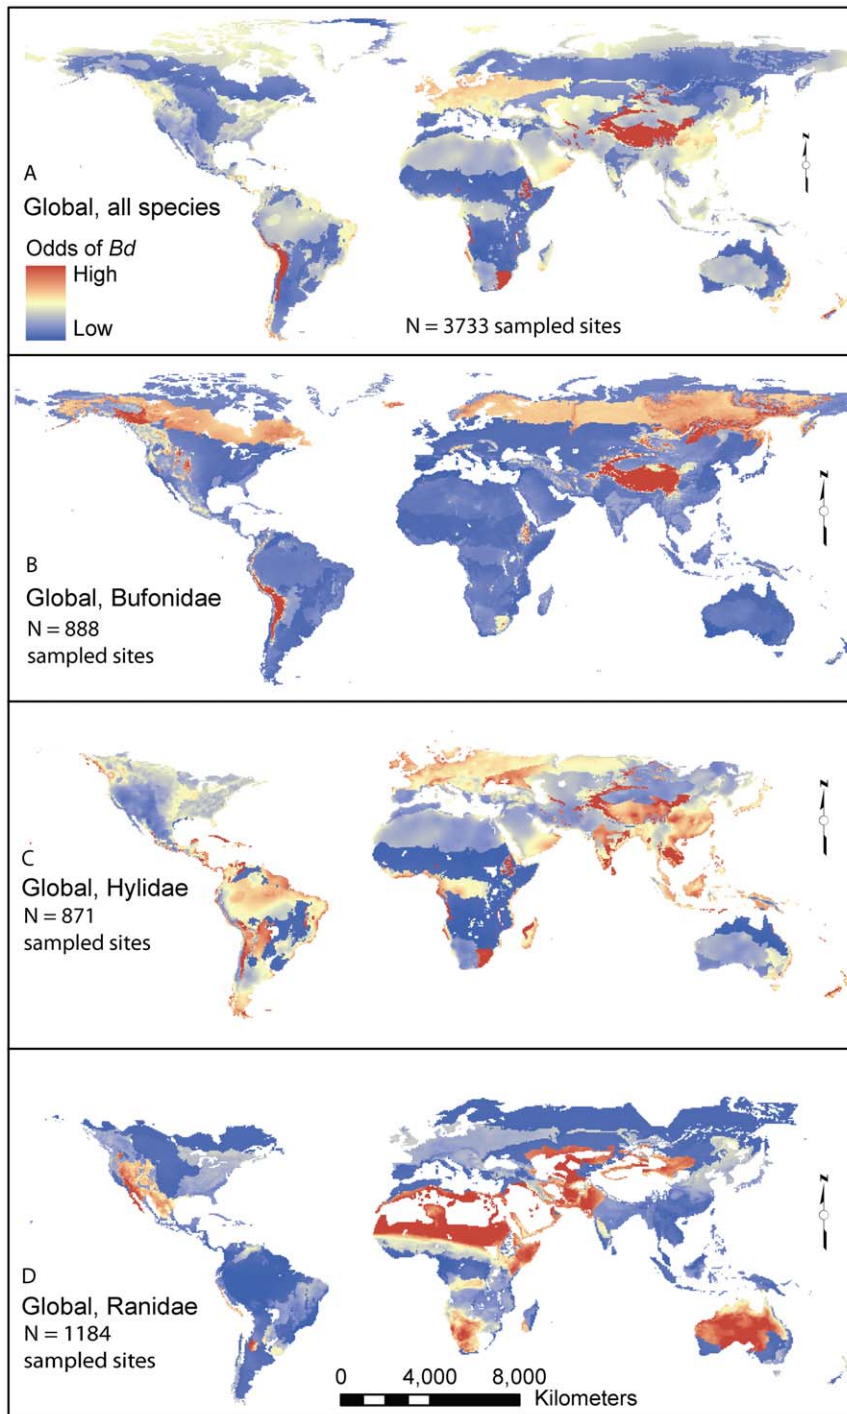 A
Global, all species
Odds of Bd
High
Low
N = 3733 sampled sites
N
B
Global, Bufonidae
N = 888
sampled sites
N
C
Global, Hylidae
N = 871
sampled sites
N
D
Global, Ranidae
N = 1184
sampled sites
N
0 4,000 8,000
Kilometers